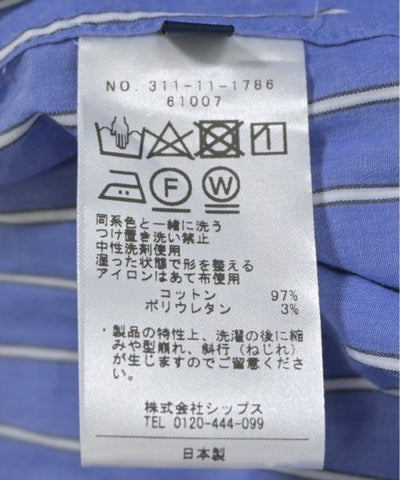 NO. 311-11-1786
61007
F W
同系色と一緒に洗う
つけ置き洗い禁止
中性洗剤使用
湿った状態で形を整える
アイロンはあて布使用
コットン 97%
ポリウレタン 3%
・製品の特性上、洗濯の後に縮
みや型崩れ、斜行(ねじれ)
が生じますのでご留意くださ
い。
株式会社シップス
TEL 0120-444-099
日本製